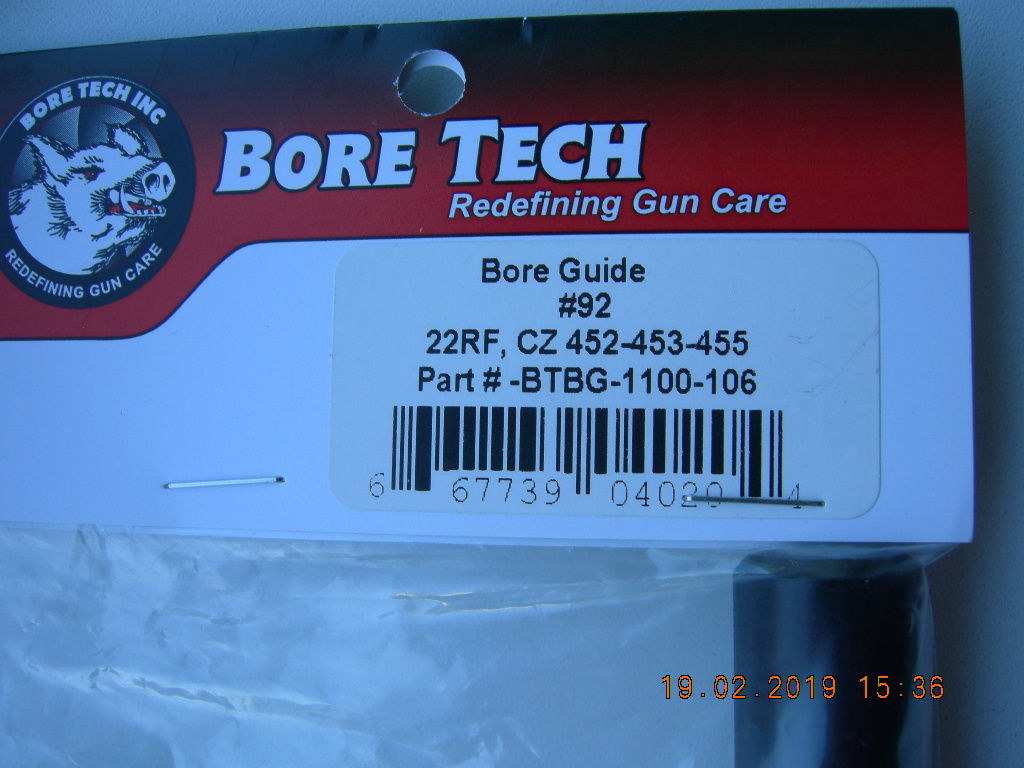 BORE TECH INC
REDEFINING GUN CARE
BORE TECH
Redefining Gun Care
Bore Guide
#92
22RF, CZ 452-453-455
Part # -BTBG-1100-106
6 67739 04020 4
19.02.2019 15:36